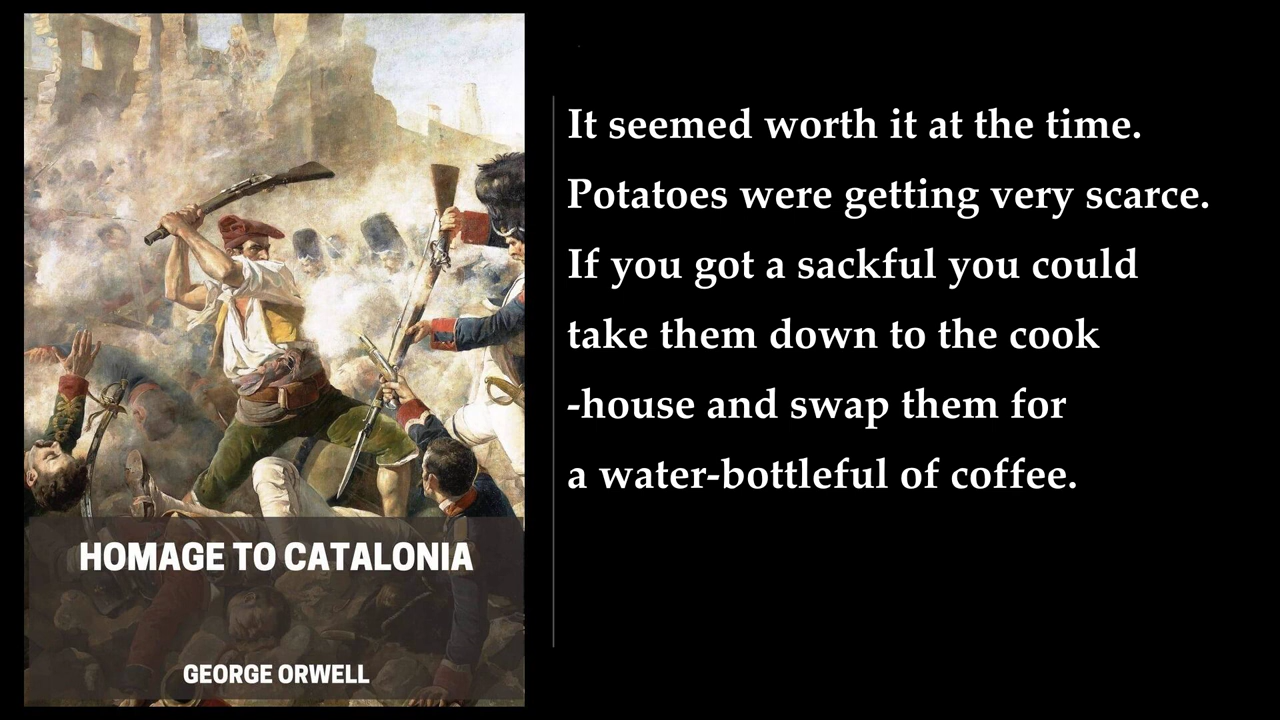 HOMAGE TO CATALONIA
GEORGE ORWELL
It seemed worth it at the time.
Potatoes were getting very scarce.
If you got a sackful you could
take them down to the cook
-house and swap them for
a water-bottleful of coffee.